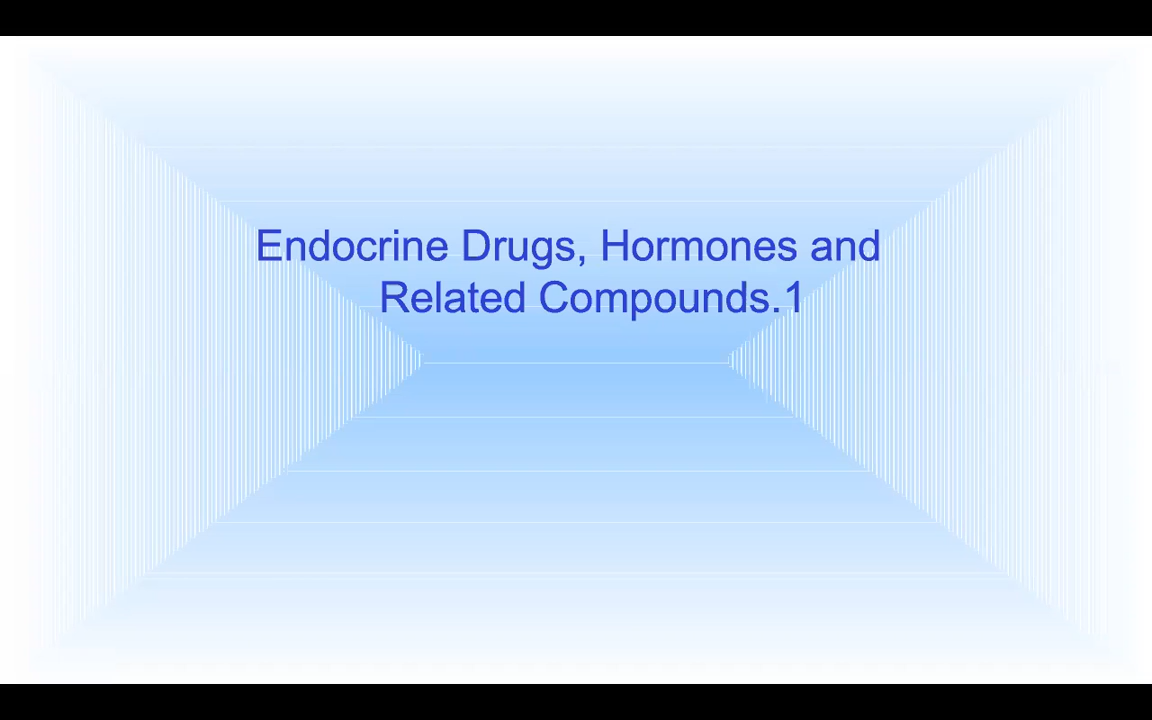 Endocrine Drugs, Hormones and
Related Compounds.1